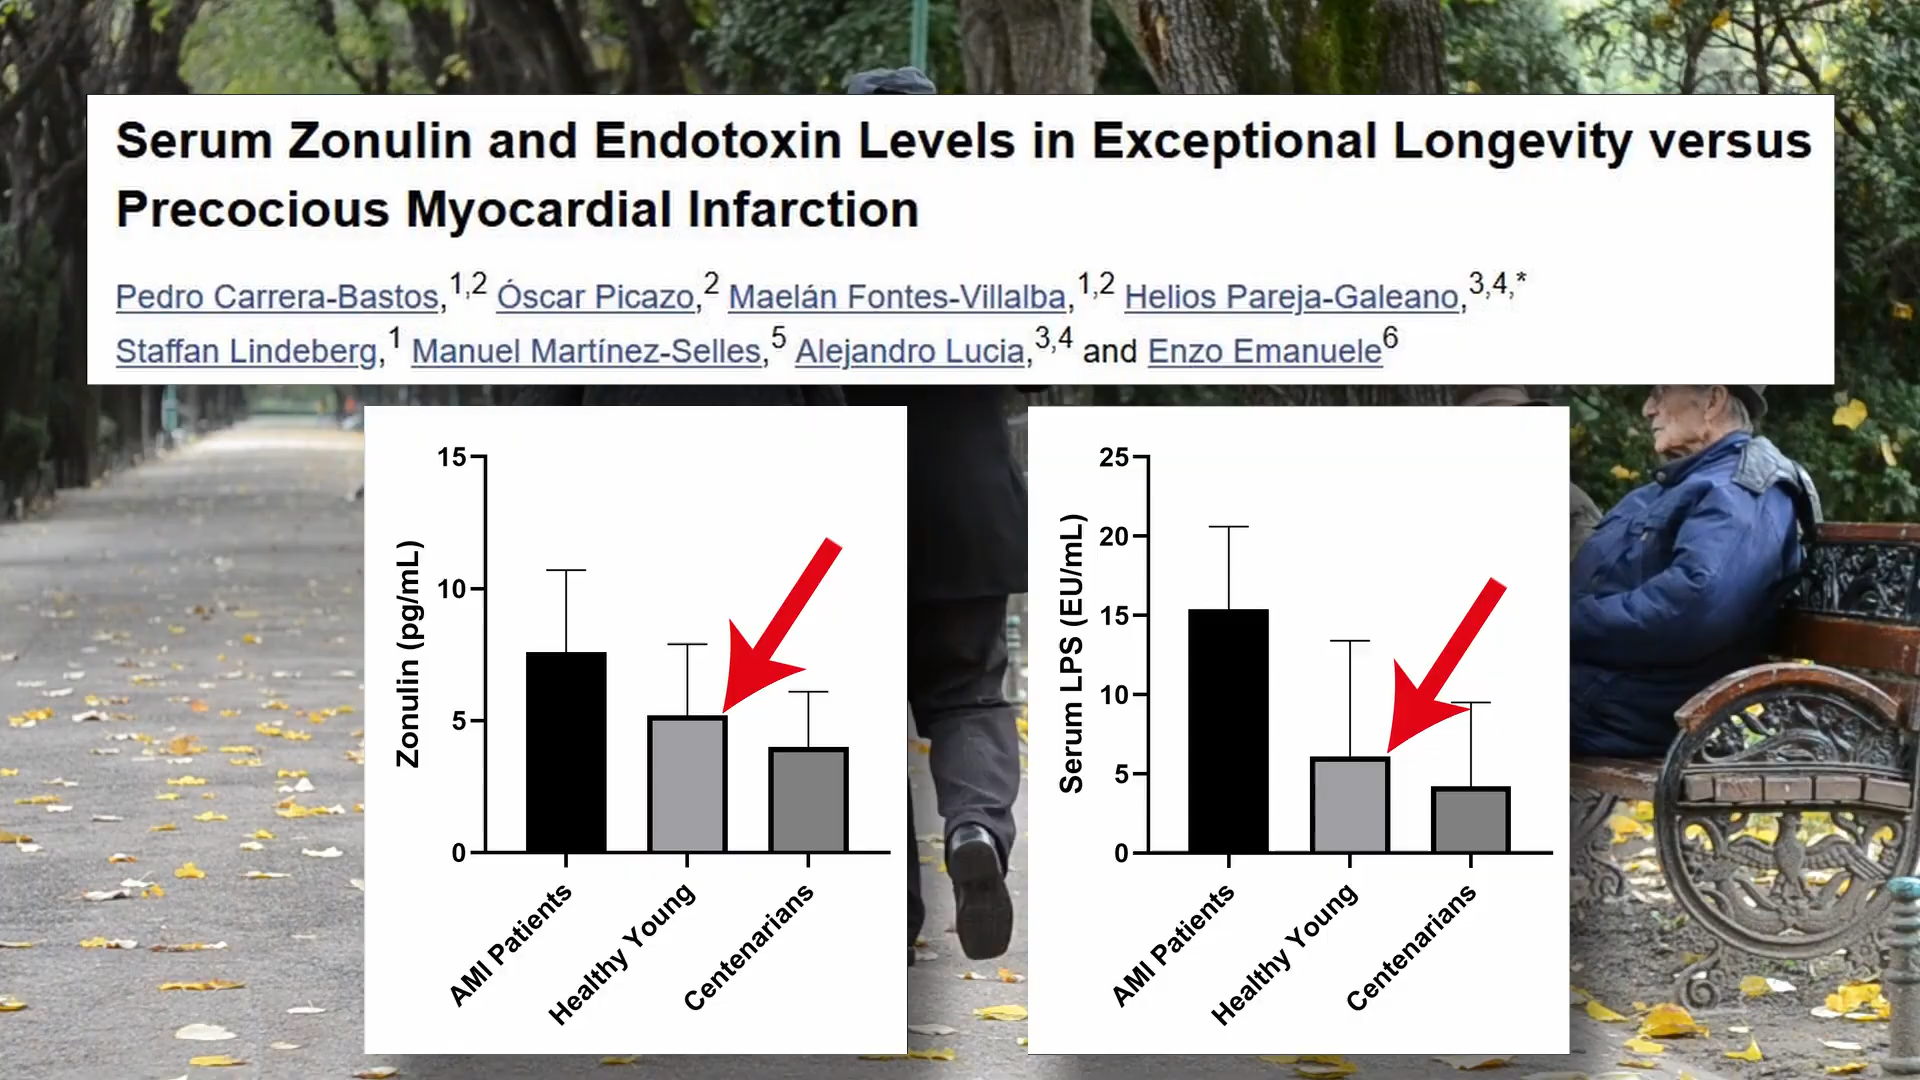 Serum Zonulin and Endotoxin Levels in Exceptional Longevity versus
Precocious Myocardial Infarction
Pedro Carrera-Bastos,1,2 Óscar Picazo,2 Maelán Fontes-Villalba,1,2 Helios Pareja-Galeano,3,4,*
Staffan Lindeberg,1 Manuel Martínez-Selles,5 Alejandro Lucia,3,4 and Enzo Emanuele6
Zonulin (pg/mL)
15
10
5
0
AMI Patients
Healthy Young
Centenarians
Serum LPS (EU/mL)
25
20
15
10
5
0
AMI Patients
Healthy Young
Centenarians